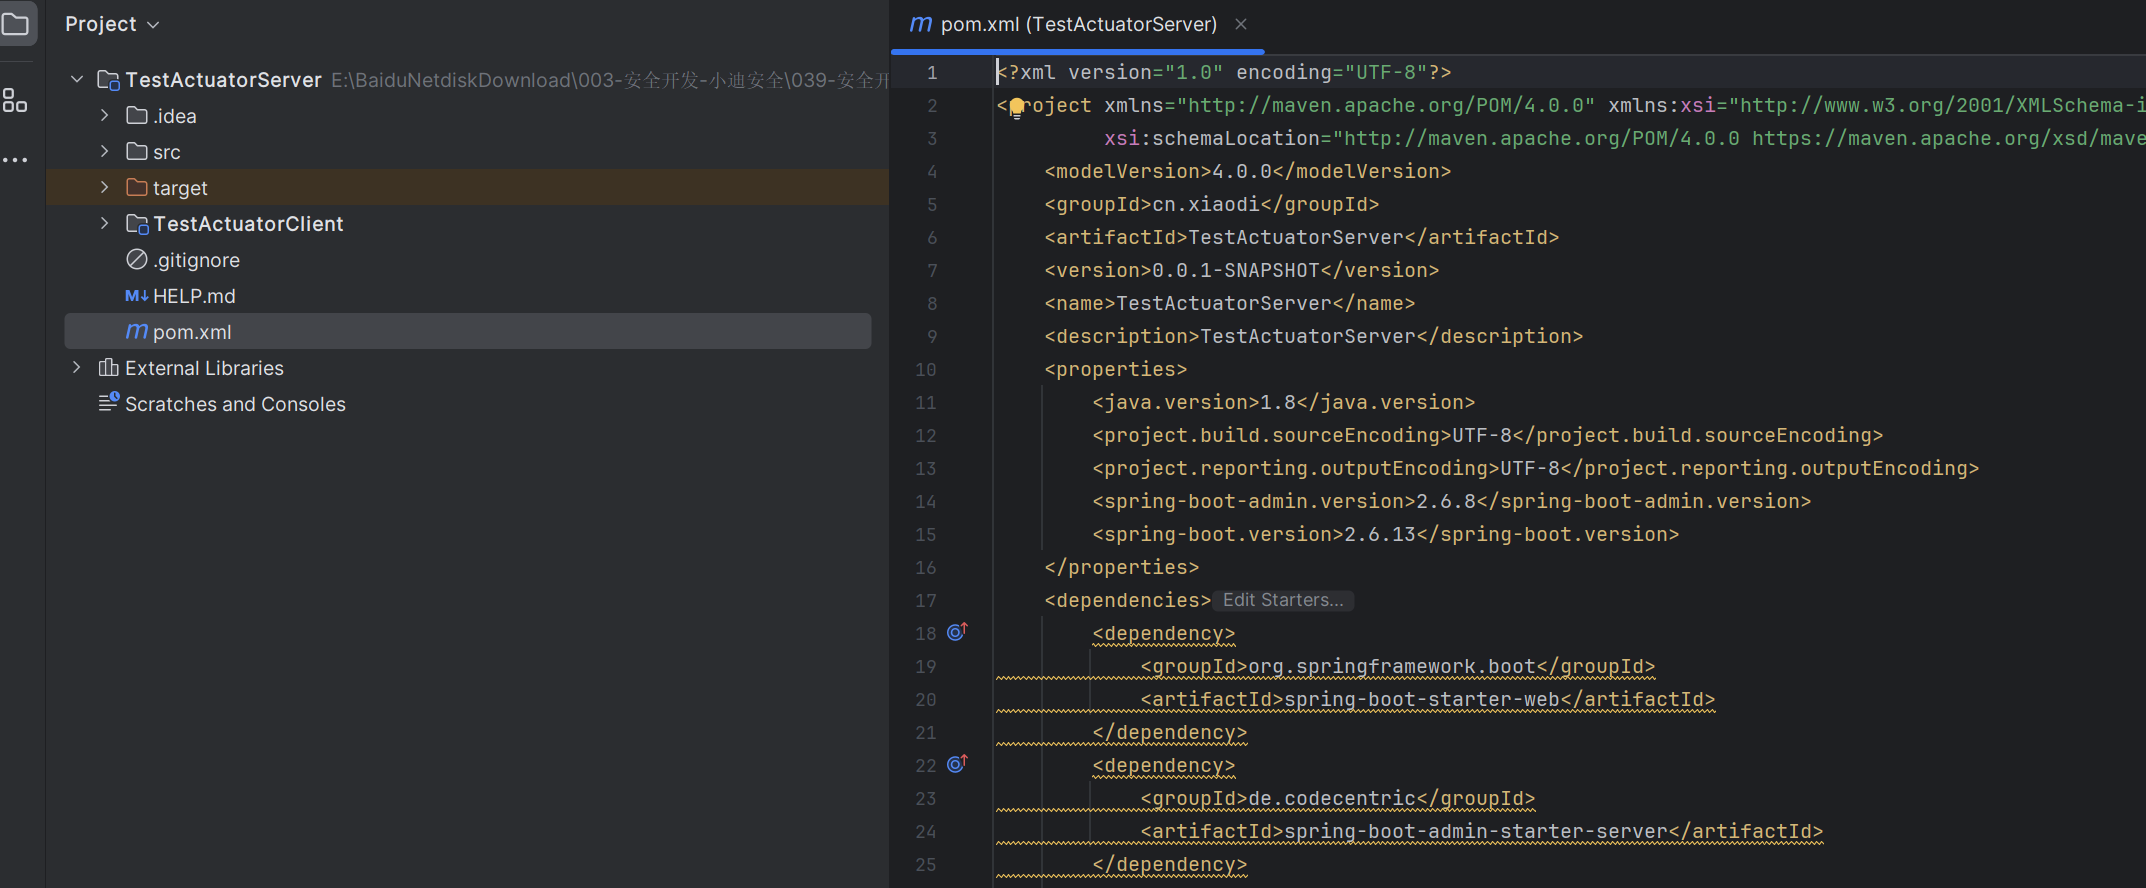 Project
TestActuatorServer E:\BaiduNetdiskDownload\003-安全开发-小迪安全\039-安全开
.idea
src
target
TestActuatorClient
.gitignore
HELP.md
pom.xml
External Libraries
Scratches and Consoles
pom.xml (TestActuatorServer)
1 <?xml version="1.0" encoding="UTF-8"?>
2 <project xmlns="http://maven.apache.org/POM/4.0.0" xmlns:xsi="http://www.w3.org/2001/XMLSchema-i
3 xsi:schemaLocation="http://maven.apache.org/POM/4.0.0 https://maven.apache.org/xsd/mave
4 <modelVersion>4.0.0</modelVersion>
5 <groupId>cn.xiaodi</groupId>
6 <artifactId>TestActuatorServer</artifactId>
7 <version>0.0.1-SNAPSHOT</version>
8 <name>TestActuatorServer</name>
9 <description>TestActuatorServer</description>
10 <properties>
11 <java.version>1.8</java.version>
12 <project.build.sourceEncoding>UTF-8</project.build.sourceEncoding>
13 <project.reporting.outputEncoding>UTF-8</project.reporting.outputEncoding>
14 <spring-boot-admin.version>2.6.8</spring-boot-admin.version>
15 <spring-boot.version>2.6.13</spring-boot.version>
16 </properties>
17 <dependencies> Edit Starters...
18 <dependency>
19 <groupId>org.springframework.boot</groupId>
20 <artifactId>spring-boot-starter-web</artifactId>
21 </dependency>
22 <dependency>
23 <groupId>de.codecentric</groupId>
24 <artifactId>spring-boot-admin-starter-server</artifactId>
25 </dependency>